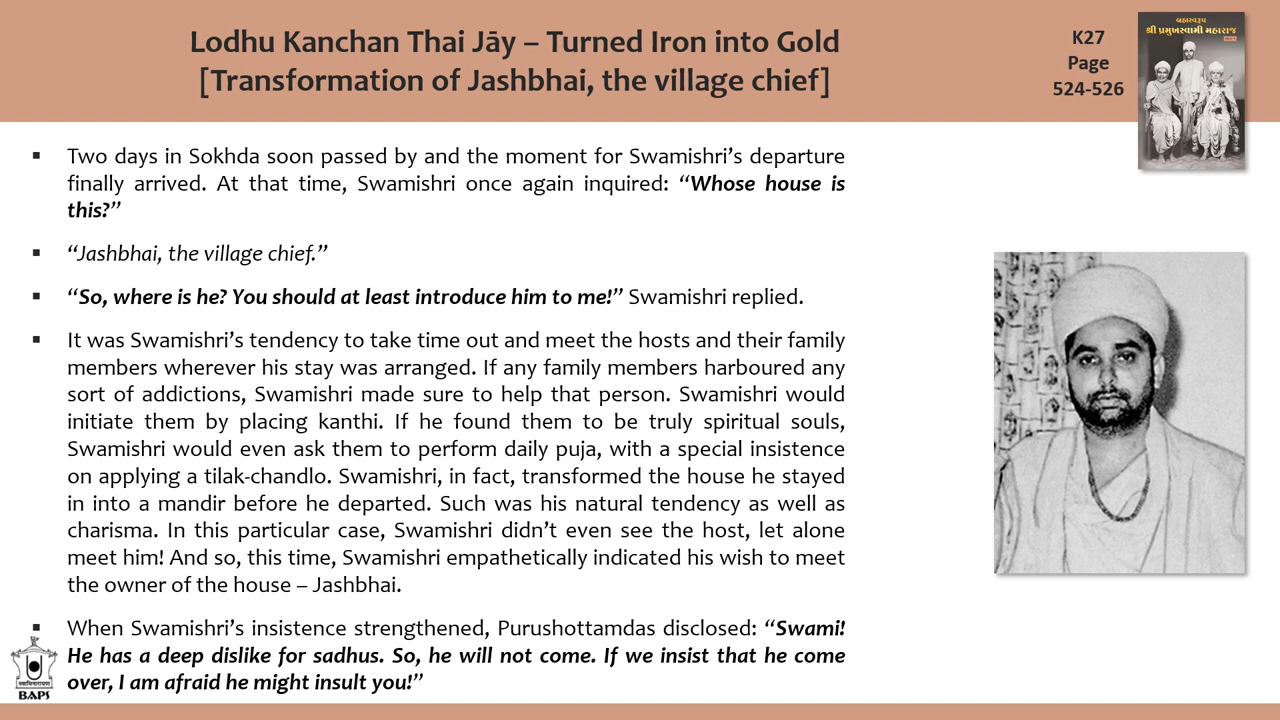 Lodhu Kanchan Thai Jāy – Turned Iron into Gold
[Transformation of Jashbhai, the village chief]
K27
Page
524-526
બ્રહ્મસ્વરૂપ
શ્રી પ્રમુખસ્વામી મહારાજ
▪ Two days in Sokhda soon passed by and the moment for Swamishri’s departure
finally arrived. At that time, Swamishri once again inquired: “Whose house is
this?”
▪ “Jashbhai, the village chief.”
▪ “So, where is he? You should at least introduce him to me!” Swamishri replied.
▪ It was Swamishri’s tendency to take time out and meet the hosts and their family
members wherever his stay was arranged. If any family members harboured any
sort of addictions, Swamishri made sure to help that person. Swamishri would
initiate them by placing kanthi. If he found them to be truly spiritual souls,
Swamishri would even ask them to perform daily puja, with a special insistence
on applying a tilak-chandlo. Swamishri, in fact, transformed the house he stayed
in into a mandir before he departed. Such was his natural tendency as well as
charisma. In this particular case, Swamishri didn’t even see the host, let alone
meet him! And so, this time, Swamishri empathetically indicated his wish to meet
the owner of the house – Jashbhai.
▪ When Swamishri’s insistence strengthened, Purushottamdas disclosed: “Swami!
He has a deep dislike for sadhus. So, he will not come. If we insist that he come
over, I am afraid he might insult you!”
BAPS